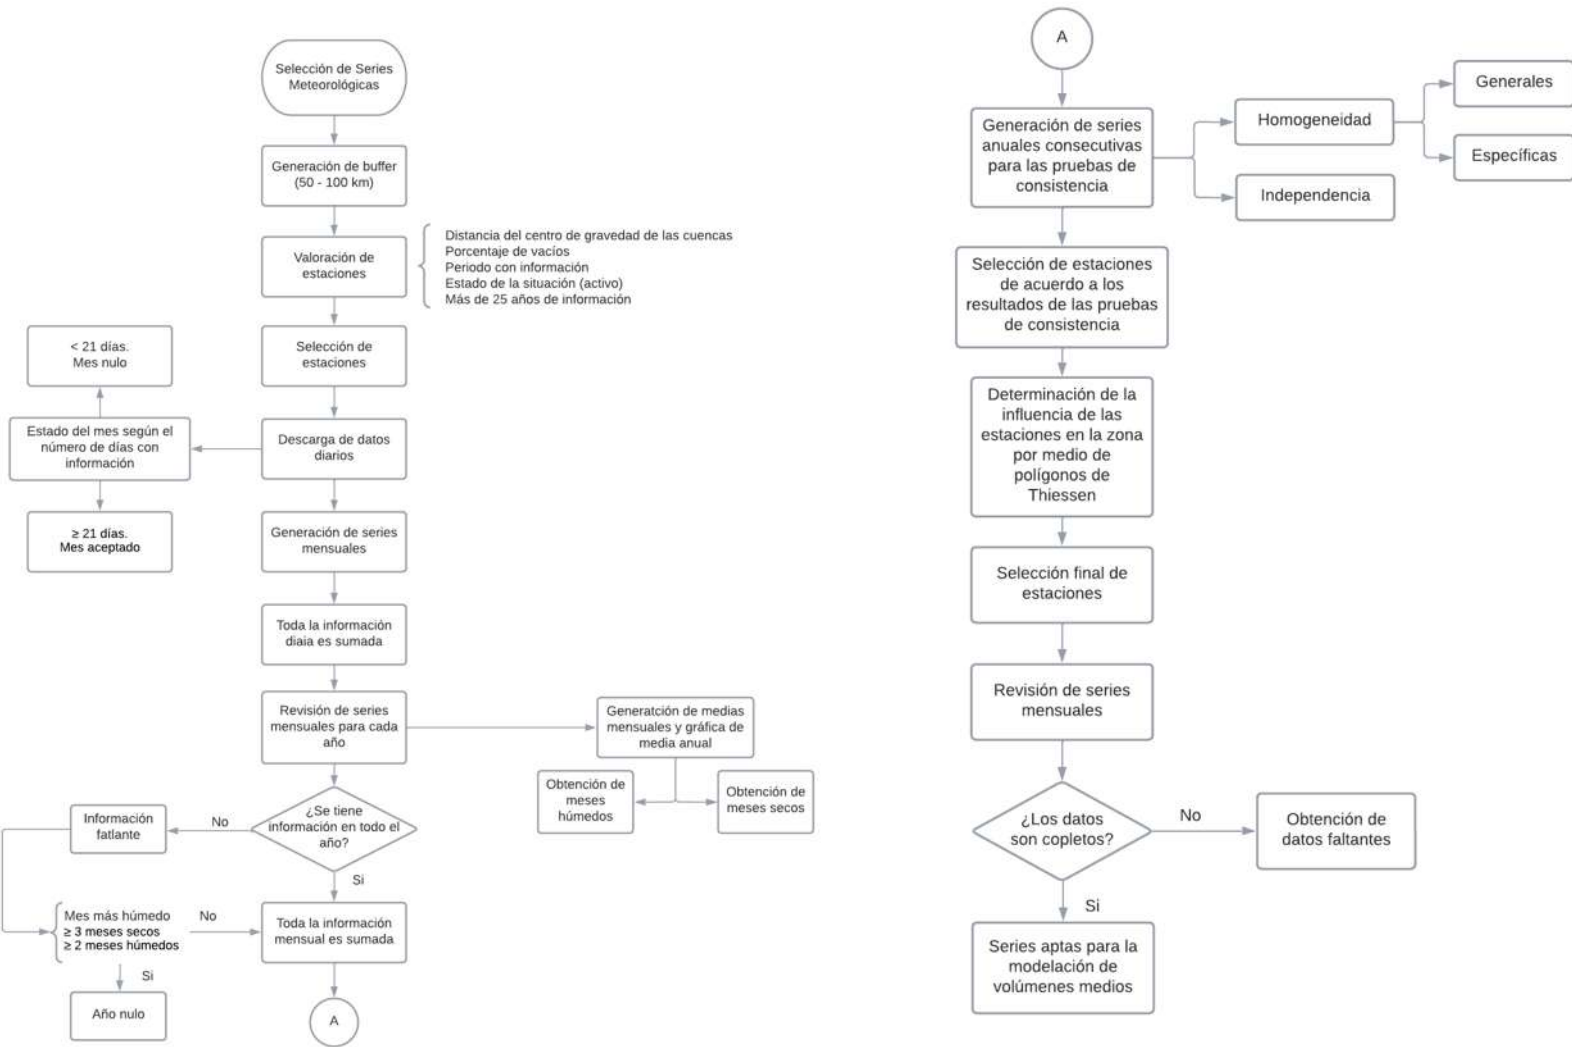 Selección de Series
Meteorológicas
Generación de buffer
(50 - 100 km)
Valoración de
estaciones
Distancia del centro de gravedad de las cuencas
Porcentaje de vacíos
Periodo con información
Estado de la situación (activo)
Más de 25 años de información
Selección de
estaciones
< 21 días.
Mes nulo
Estado del mes según el
número de días con
información
Descarga de datos
diarios
≥ 21 días.
Mes aceptado
Generación de series
mensuales
Toda la información
diaia es sumada
Revisión de series
mensuales para cada
año
Generatción de medias
mensuales y gráfica de
media anual
Obtención de
meses
húmedos
Obtención de
meses secos
¿Se tiene
información en todo el
año?
No
Información
fatlante
Si
Mes más húmedo
≥ 3 meses secos
≥ 2 meses húmedos
No
Toda la información
mensual es sumada
Si
Año nulo
A
A
Generación de series
anuales consecutivas
para las pruebas de
consistencia
Homogeneidad
Generales
Específicas
Independencia
Selección de estaciones
de acuerdo a los
resultados de las pruebas
de consistencia
Determinación de la
influencia de las
estaciones en la zona
por medio de
polígonos de
Thiessen
Selección final de
estaciones
Revisión de series
mensuales
¿Los datos
son copletos?
No
Obtención de
datos faltantes
Si
Series aptas para la
modelación de
volúmenes medios